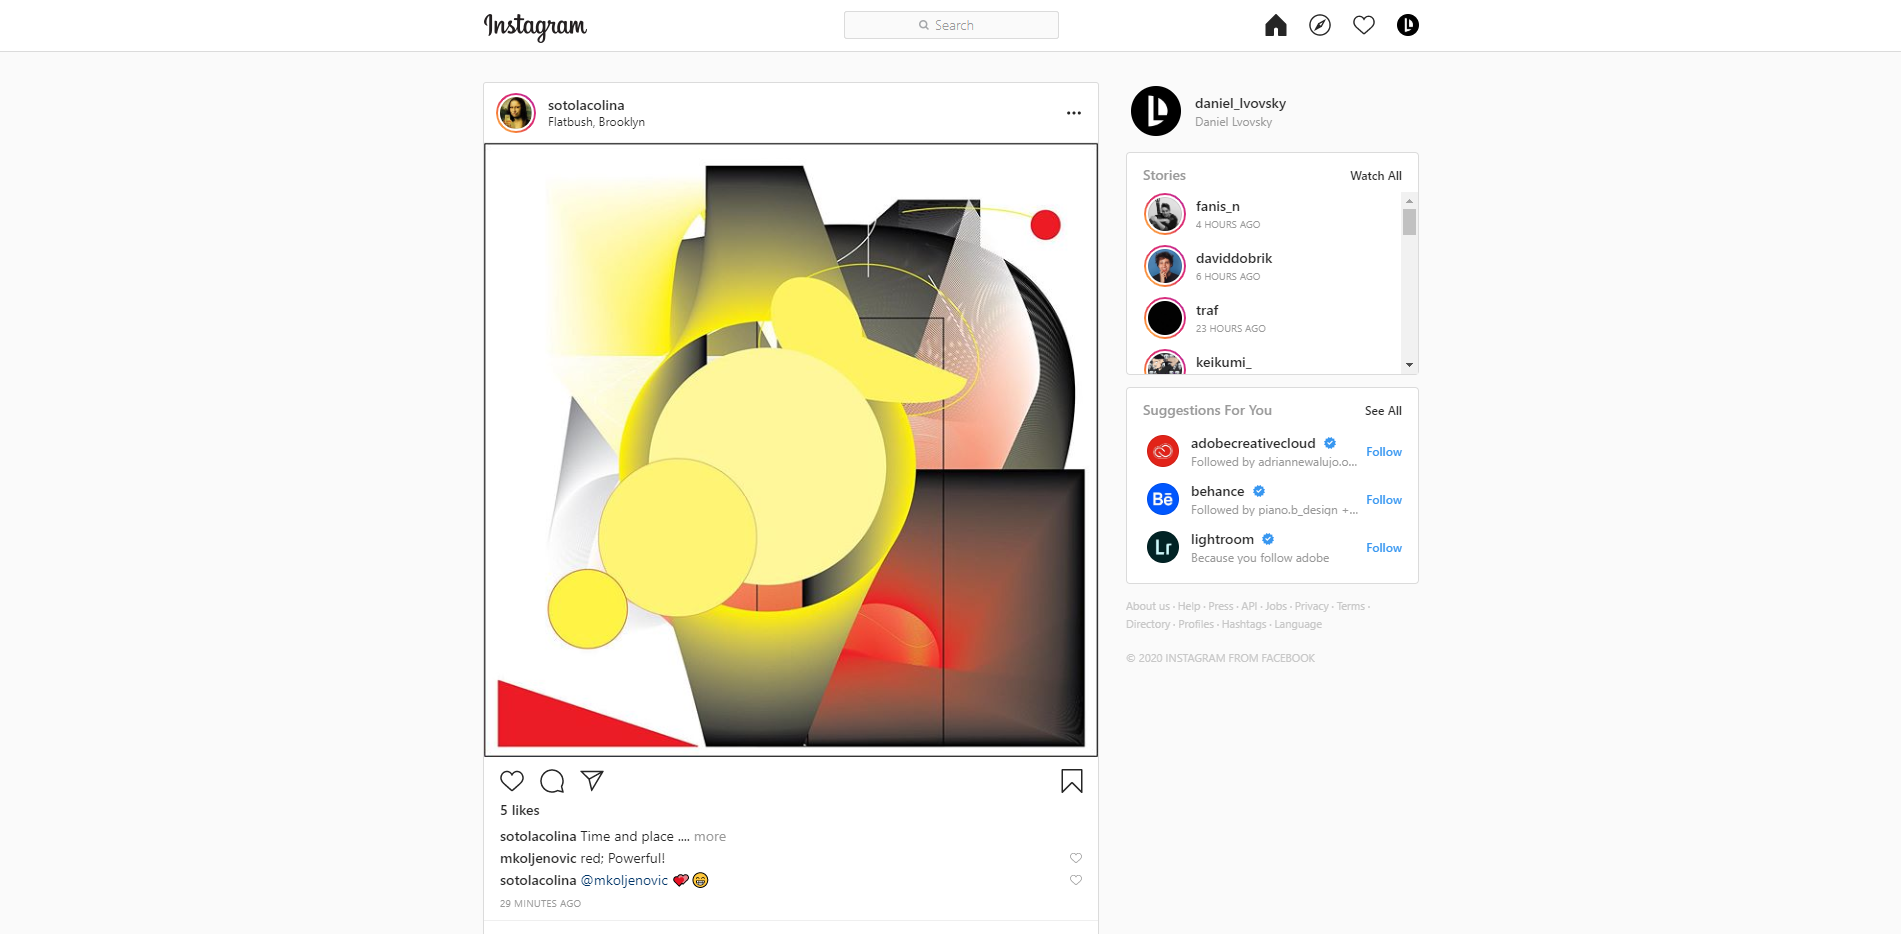 Instagram
Search
sotolacolina
Flatbush, Brooklyn
5 likes
sotolacolina Time and place .... more
mkoljenovic red; Powerful!
sotolacolina @mkoljenovic
29 MINUTES AGO
daniel_lvovsky
Daniel Lvovsky
Stories Watch All
fanis_n
4 HOURS AGO
daviddobrik
6 HOURS AGO
traf
23 HOURS AGO
keikumi_
Suggestions For You See All
adobecreativecloud
Followed by adriannewalujo.o... Follow
Bē
behance
Followed by piano.b_design +... Follow
Lr
lightroom
Because you follow adobe Follow
About us · Help · Press · API · Jobs · Privacy · Terms ·
Directory · Profiles · Hashtags · Language
© 2020 INSTAGRAM FROM FACEBOOK